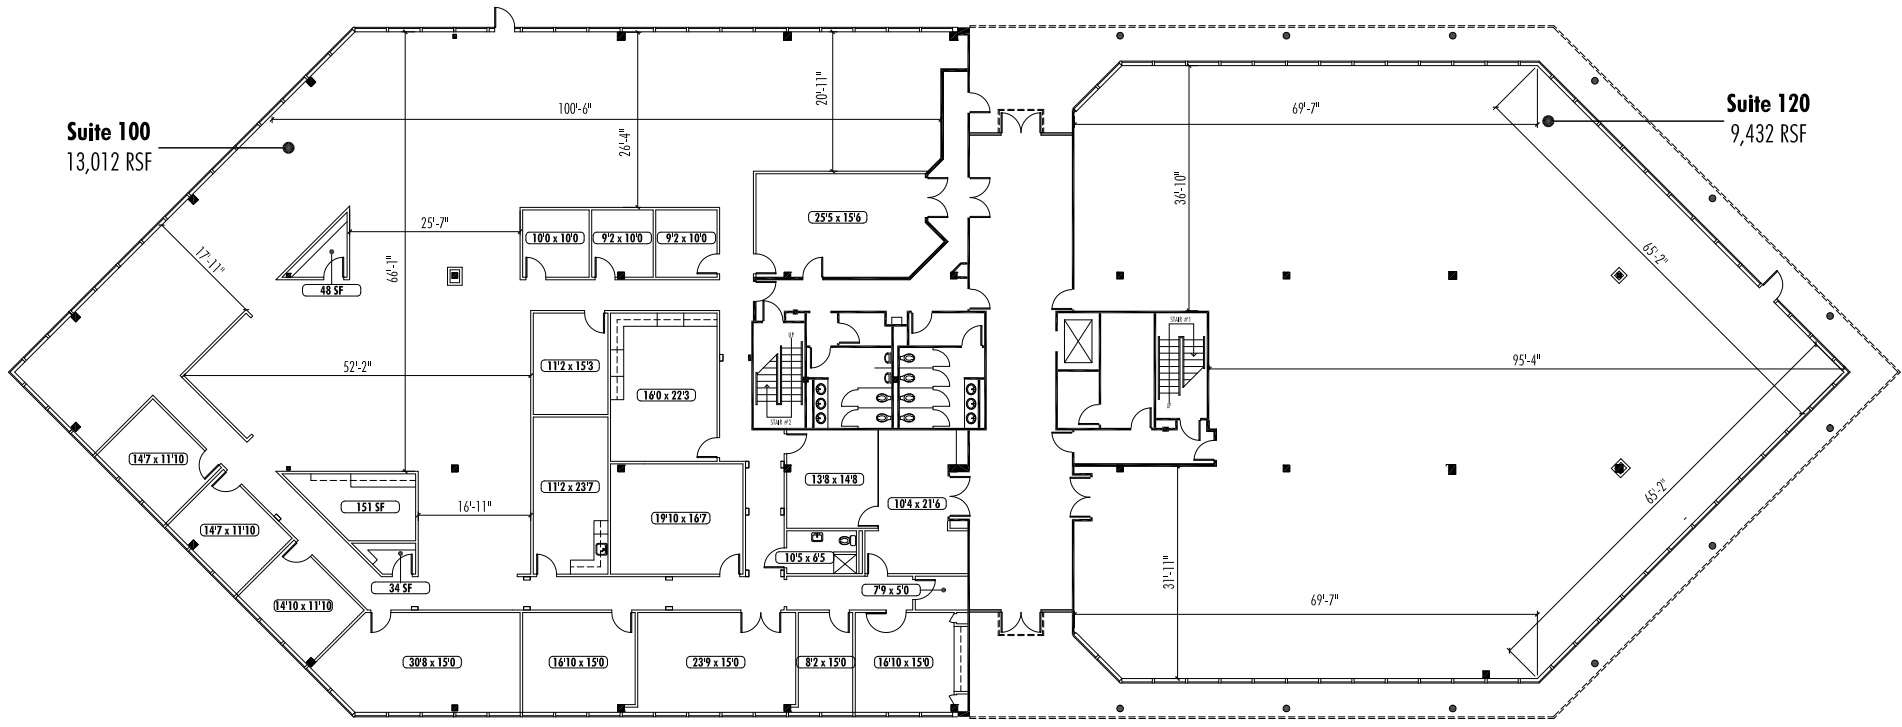 Suite 100
13,012 RSF
Suite 120
9,432 RSF
100'-6"
20'-11"
26'-4"
69'-7"
36'-10"
65'-2"
25'5 x 15'6
25'-7"
10'0 x 10'0
9'2 x 10'0
9'2 x 10'0
17'-11"
66'-1"
48 SF
STAIR #1
UP
52'-2"
11'2 x 15'3
16'0 x 22'3
95'-4"
UP
STAIR #2
14'7 x 11'10
13'8 x 14'8
11'2 x 23'7
10'4 x 21'6
65'-2"
151 SF
16'-11"
19'10 x 16'7
14'7 x 11'10
10'5 x 6'5
31'-11"
34 SF
7'9 x 5'0
14'10 x 11'10
69'-7"
30'8 x 15'0
16'10 x 15'0
23'9 x 15'0
8'2 x 15'0
16'10 x 15'0